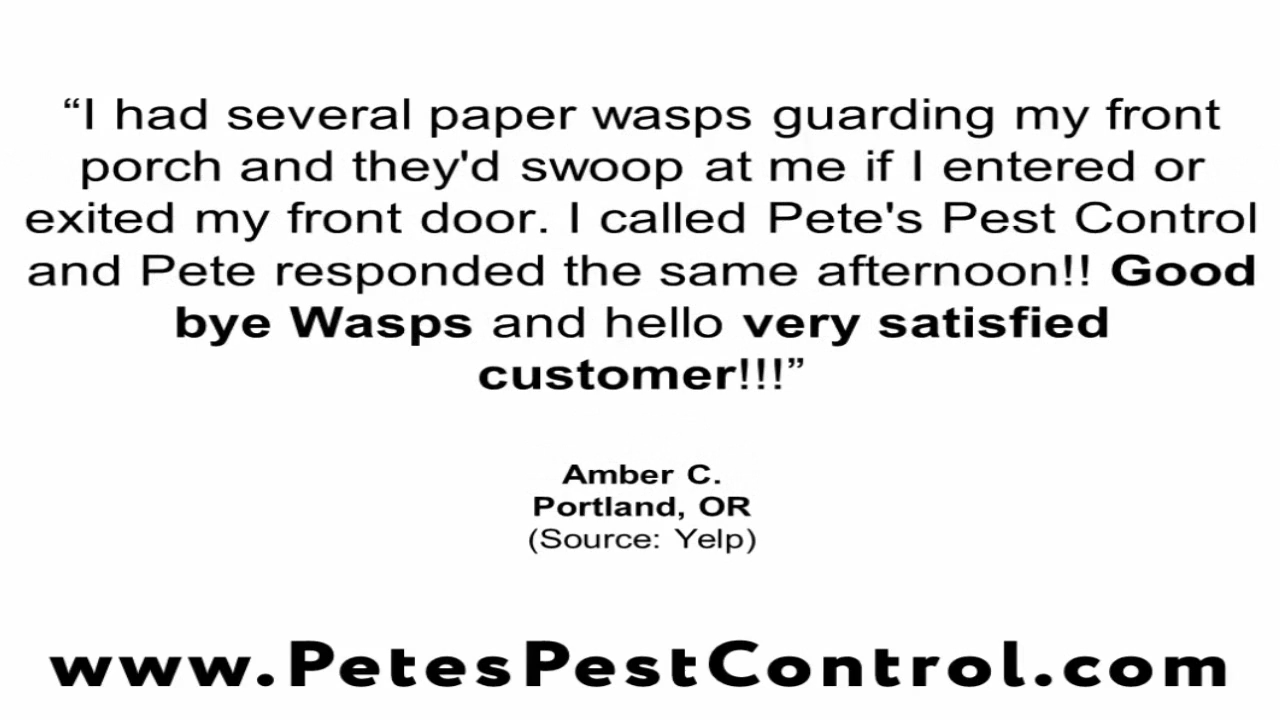 “I had several paper wasps guarding my front
porch and they'd swoop at me if I entered or
exited my front door. I called Pete's Pest Control
and Pete responded the same afternoon!! Good
bye Wasps and hello very satisfied
customer!!!”
Amber C.
Portland, OR
(Source: Yelp)
www.PetesPestControl.com